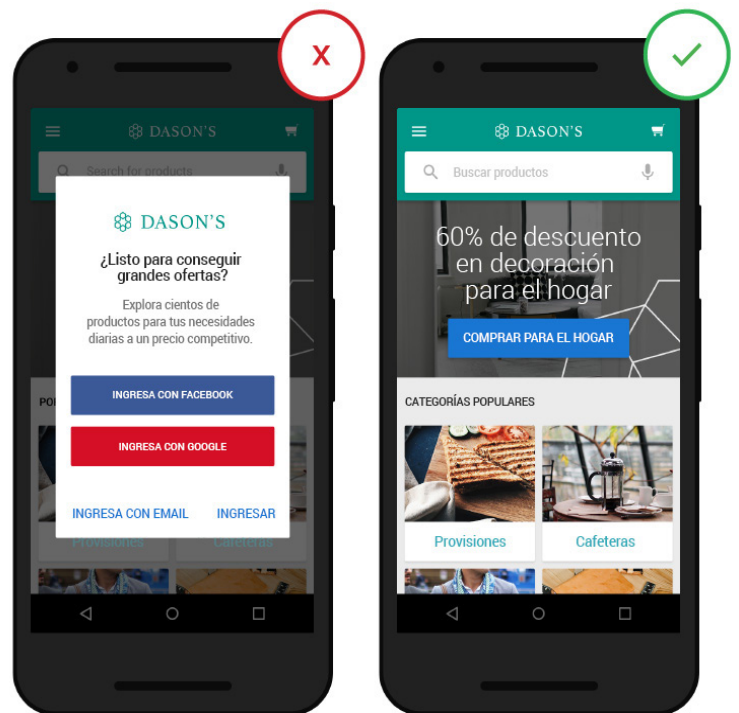 X
DASON'S
Search for products
DASON'S
¿Listo para conseguir
grandes ofertas?
Explora cientos de
productos para tus necesidades
diarias a un precio competitivo.
INGRESA CON FACEBOOK
INGRESA CON GOOGLE
INGRESA CON EMAIL INGRESAR
PO
Provisiones Cafeteras
DASON'S
Buscar productos
60% de descuento
en decoración
para el hogar
COMPRAR PARA EL HOGAR
CATEGORÍAS POPULARES
Provisiones Cafeteras